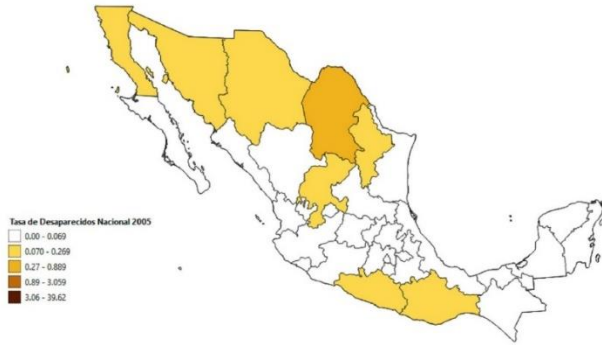 Tasa de Desaparecidos Nacional 2005
0.00 - 0.069
0.070 - 0.269
0.27 - 0.889
0.89 - 3.059
3.06 - 39.62